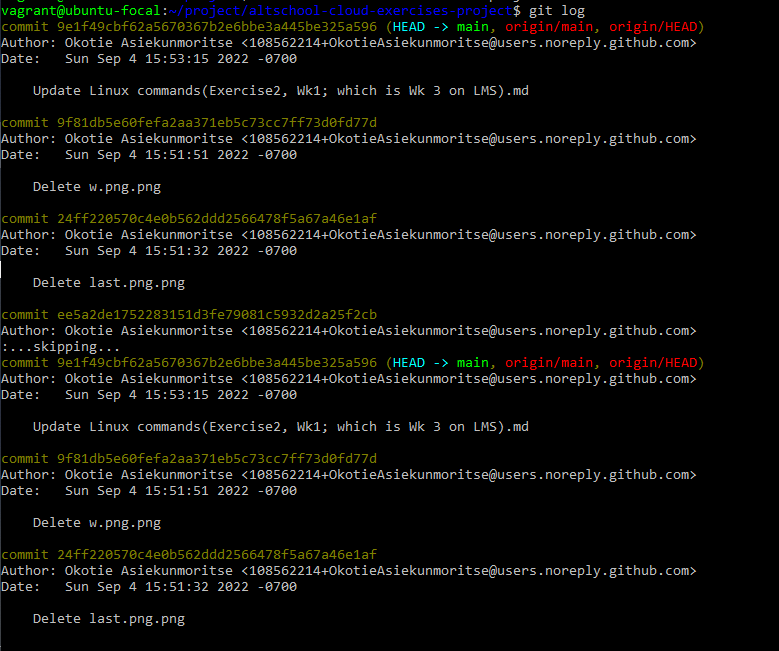 vagrant@ubuntu-focal:~/project/altschool-cloud-exercises-project$ git log
commit 9e1f49cbf62a5670367b2e6bbe3a445be325a596 (HEAD -> main, origin/main, origin/HEAD)
Author: Okotie Asiekunmoritse <108562214+OkotieAsiekunmoritse@users.noreply.github.com>
Date:   Sun Sep 4 15:53:15 2022 -0700
    Update Linux commands(Exercise2, Wk1; which is Wk 3 on LMS).md
commit 9f81db5e60fefa2aa371eb5c73cc7ff73d0fd77d
Author: Okotie Asiekunmoritse <108562214+OkotieAsiekunmoritse@users.noreply.github.com>
Date:   Sun Sep 4 15:51:51 2022 -0700
    Delete w.png.png
commit 24ff220570c4e0b562ddd2566478f5a67a46e1af
Author: Okotie Asiekunmoritse <108562214+OkotieAsiekunmoritse@users.noreply.github.com>
Date:   Sun Sep 4 15:51:32 2022 -0700
    Delete last.png.png
commit ee5a2de1752283151d3fe79081c5932d2a25f2cb
Author: Okotie Asiekunmoritse <108562214+OkotieAsiekunmoritse@users.noreply.github.com>
:...skipping...
commit 9e1f49cbf62a5670367b2e6bbe3a445be325a596 (HEAD -> main, origin/main, origin/HEAD)
Author: Okotie Asiekunmoritse <108562214+OkotieAsiekunmoritse@users.noreply.github.com>
Date:   Sun Sep 4 15:53:15 2022 -0700
    Update Linux commands(Exercise2, Wk1; which is Wk 3 on LMS).md
commit 9f81db5e60fefa2aa371eb5c73cc7ff73d0fd77d
Author: Okotie Asiekunmoritse <108562214+OkotieAsiekunmoritse@users.noreply.github.com>
Date:   Sun Sep 4 15:51:51 2022 -0700
    Delete w.png.png
commit 24ff220570c4e0b562ddd2566478f5a67a46e1af
Author: Okotie Asiekunmoritse <108562214+OkotieAsiekunmoritse@users.noreply.github.com>
Date:   Sun Sep 4 15:51:32 2022 -0700
    Delete last.png.png